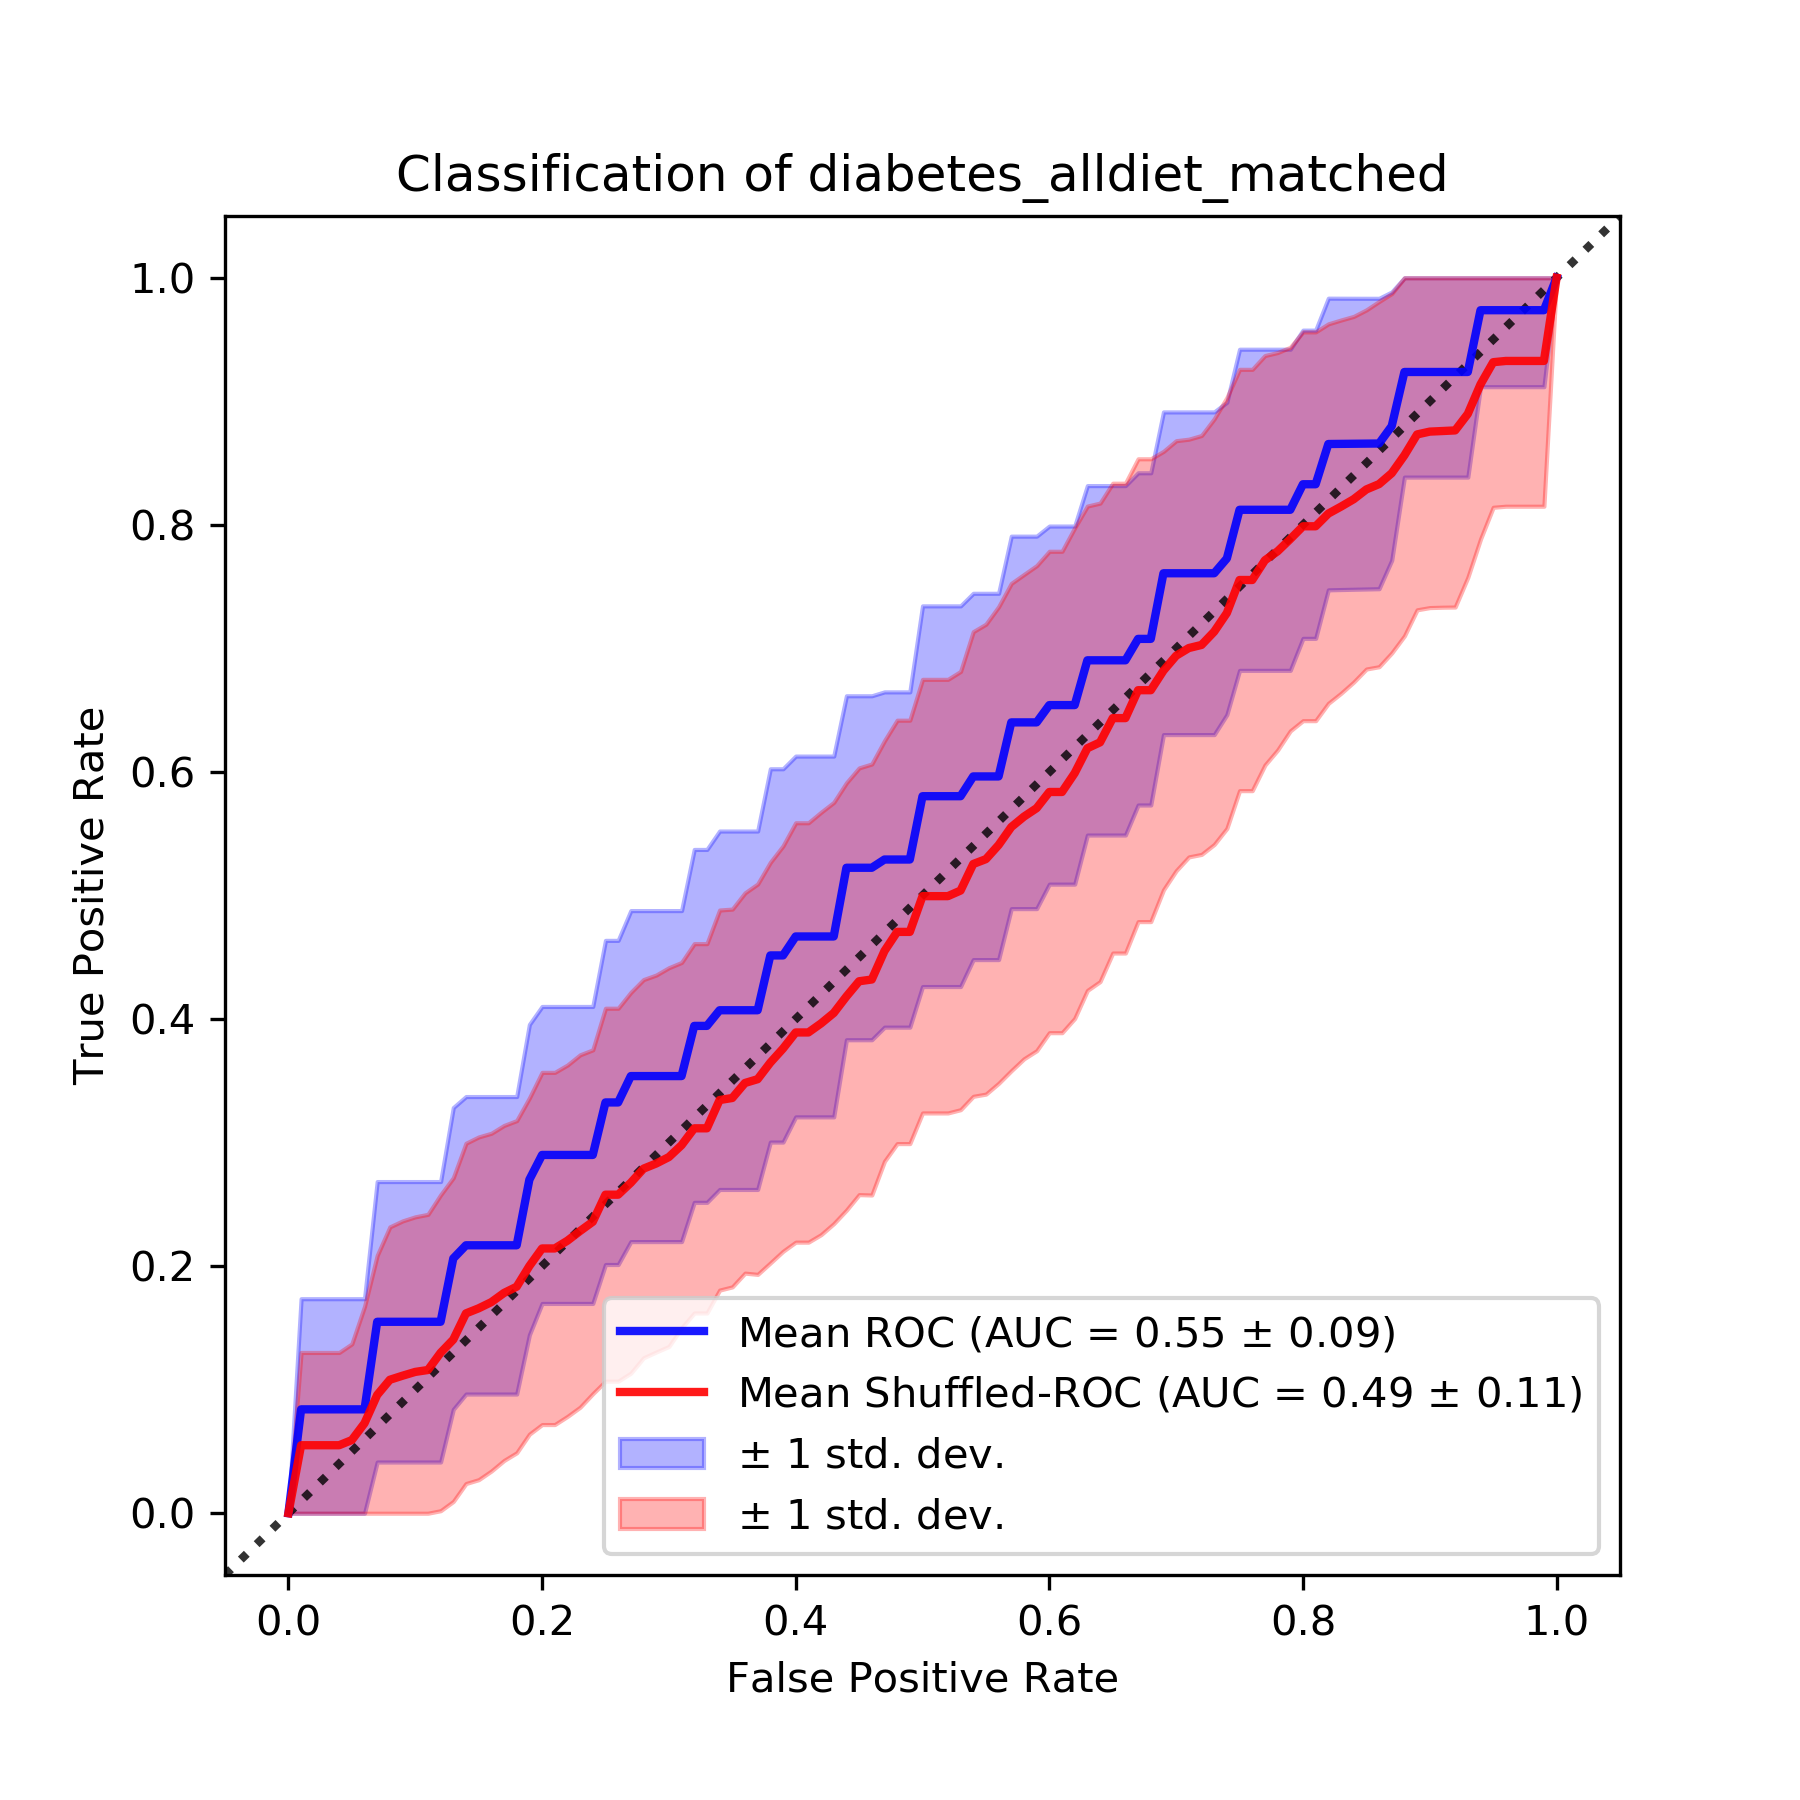 Classification of diabetes_alldiet_matched
True Positive Rate
1.0
0.8
0.6
0.4
0.2
0.0
Mean ROC (AUC = 0.55 ± 0.09)
Mean Shuffled-ROC (AUC = 0.49 ± 0.11)
± 1 std. dev.
± 1 std. dev.
0.0 0.2 0.4 0.6 0.8 1.0
False Positive Rate